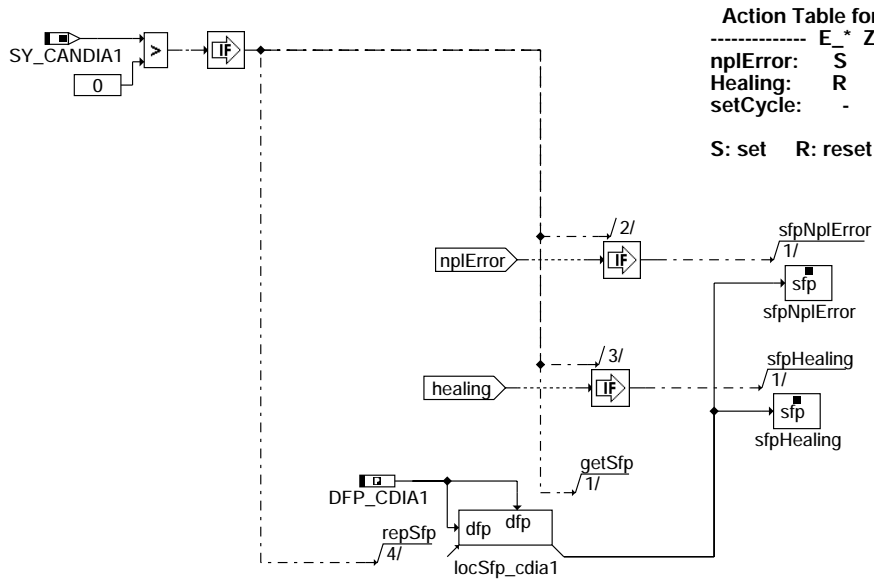 Action Table for
-------------- E_* Z
nplError: S
Healing: R
setCycle: -
S: set R: reset
SY_CANDIA1
>
IF
0
2/
sfpNplError
1/
nplError
IF
sfp
sfpNplError
3/
sfpHealing
1/
healing
IF
sfp
sfpHealing
getSfp
1/
DFP_CDIA1
dfp
dfp
repSfp
4/
locSfp_cdia1